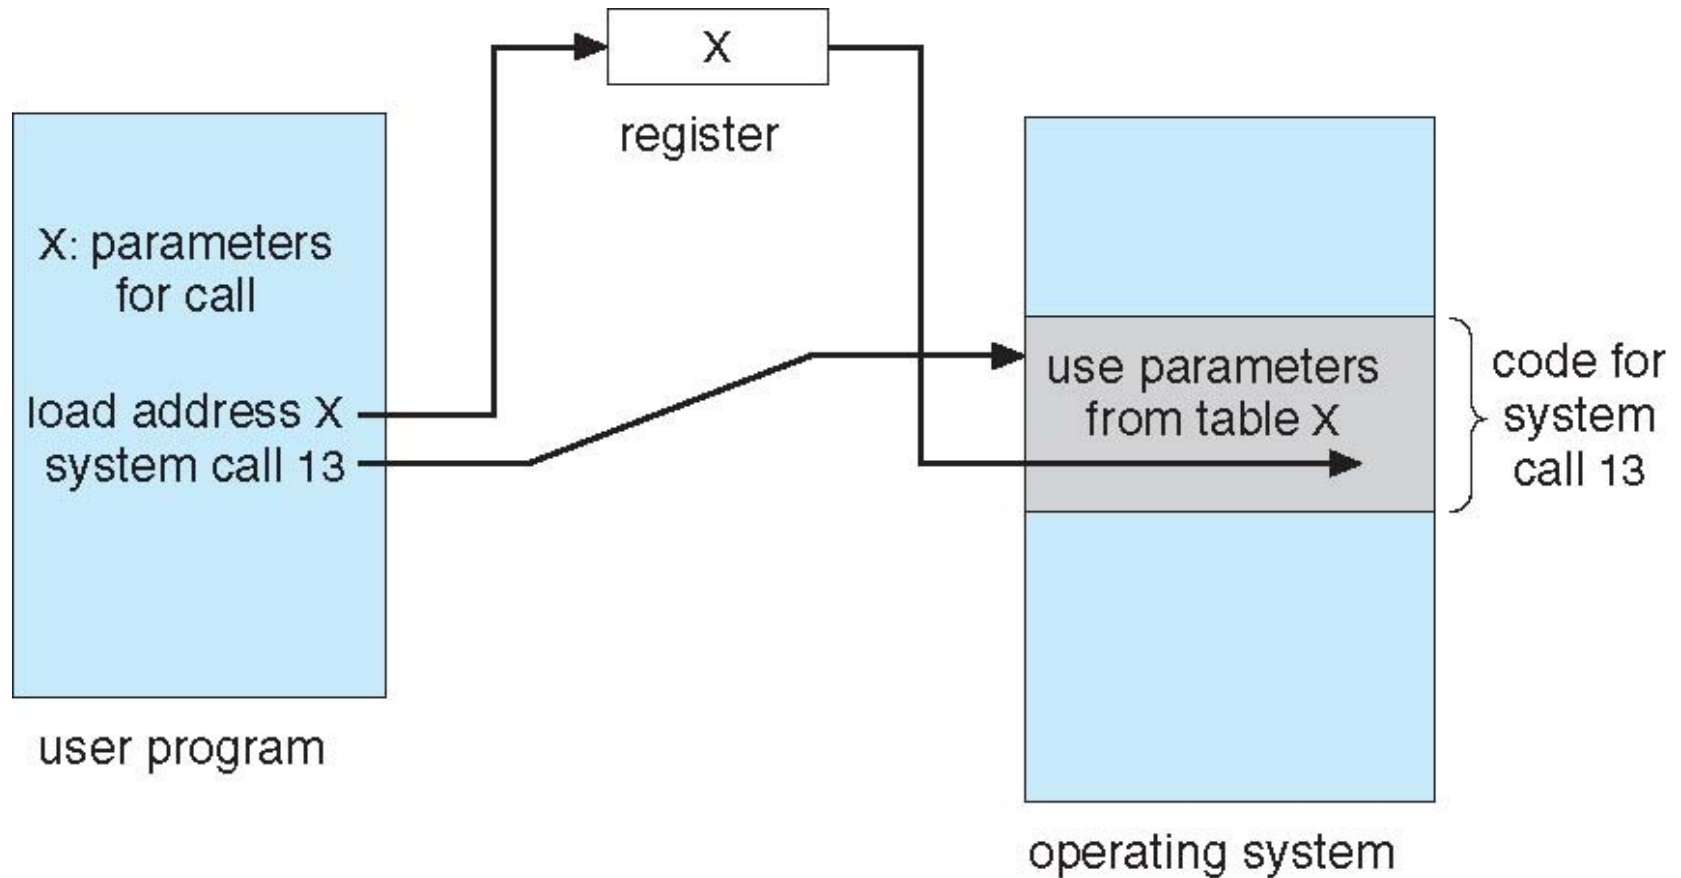 X
register
X: parameters
for call
load address X
system call 13
user program
use parameters
from table X
code for
system
call 13
operating system